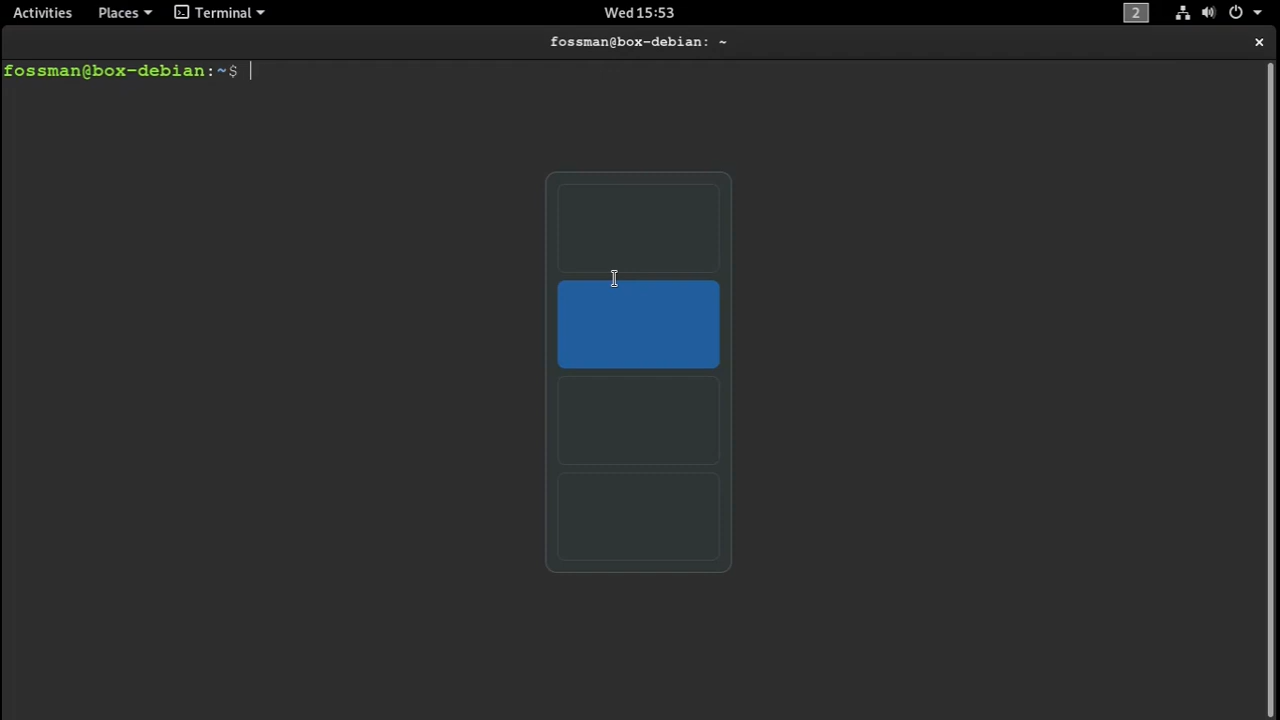 Activities Places Terminal Wed 15:53 2
fossman@box-debian: ~
fossman@box-debian:~$